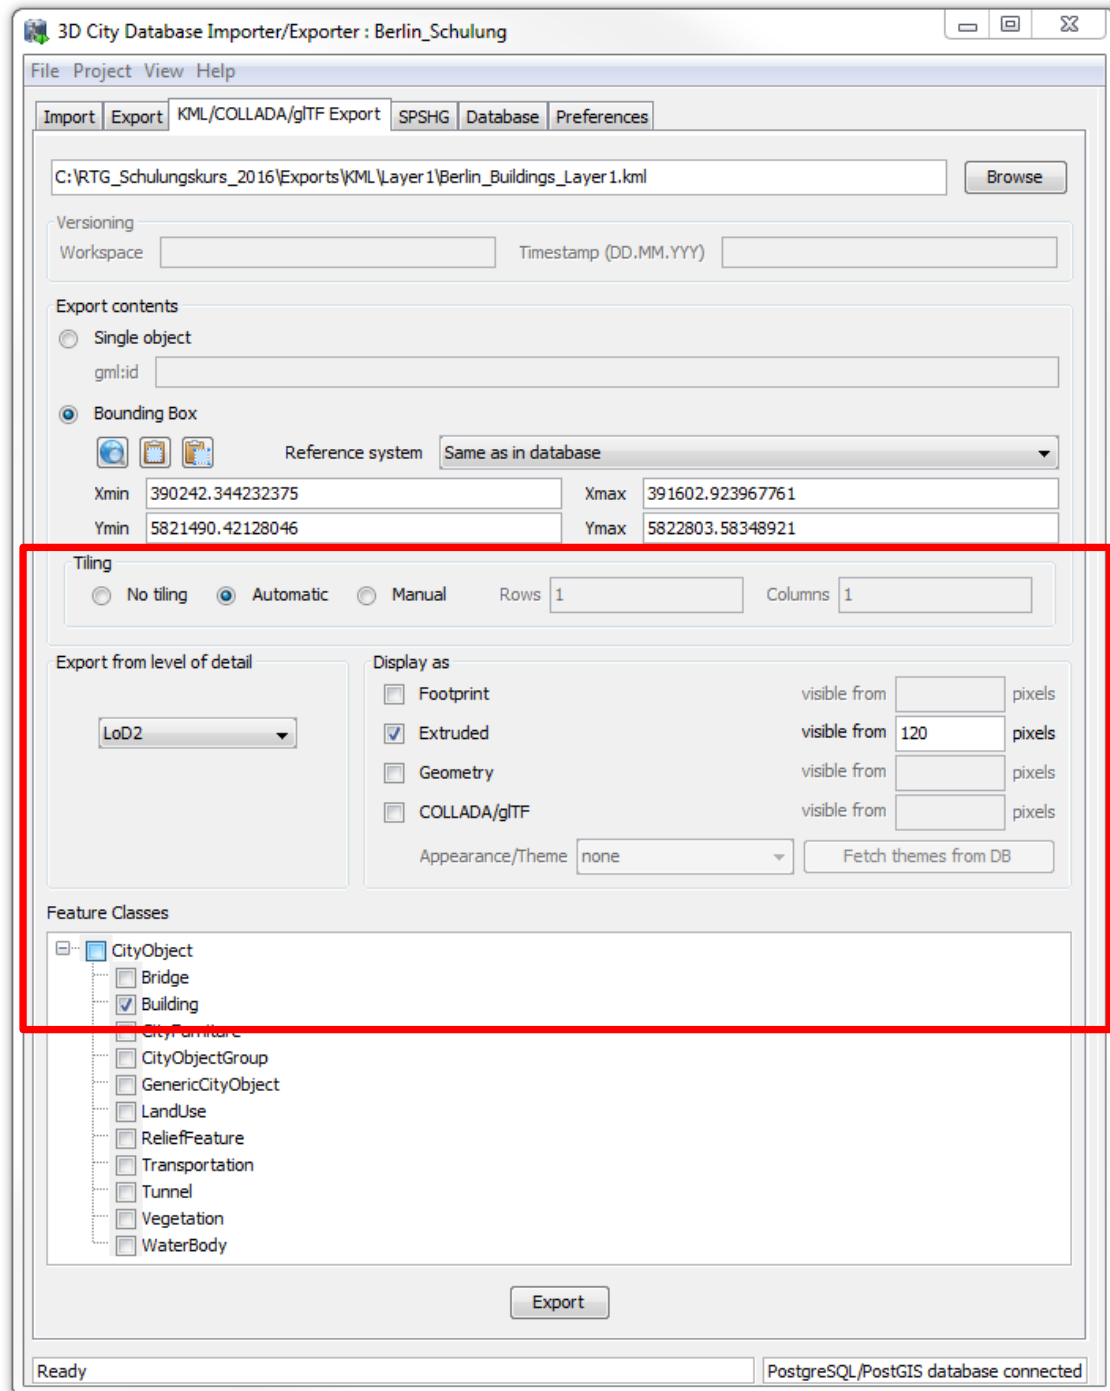 3D City Database Importer/Exporter : Berlin_Schulung
File Project View Help
Import Export KML/COLLADA/glTF Export SPSHG Database Preferences
C:\RTG_Schulungskurs_2016\Exports\KML\Layer1\Berlin_Buildings_Layer1.kml Browse
Versioning
Workspace Timestamp (DD.MM.YYY)
Export contents
Single object
gml:id
Bounding Box
Reference system Same as in database
Xmin 390242.344232375 Xmax 391602.923967761
Ymin 5821490.42128046 Ymax 5822803.58348921
Tiling
No tiling Automatic Manual Rows 1 Columns 1
Export from level of detail Display as
Footprint visible from pixels
LoD2 Extruded visible from 120 pixels
Geometry visible from pixels
COLLADA/glTF visible from pixels
Appearance/Theme none Fetch themes from DB
Feature Classes
CityObject
Bridge
Building
CityFurniture
CityObjectGroup
GenericCityObject
LandUse
ReliefFeature
Transportation
Tunnel
Vegetation
WaterBody
Export
Ready PostgreSQL/PostGIS database connected